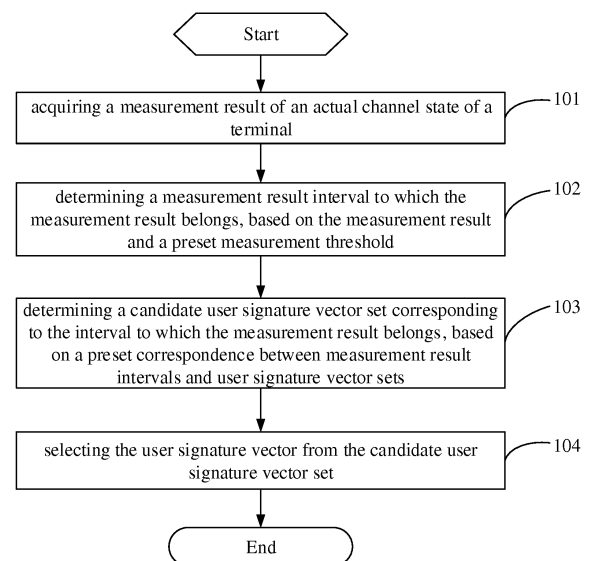 Start
acquiring a measurement result of an actual channel state of a
terminal
101
determining a measurement result interval to which the
measurement result belongs, based on the measurement result
and a preset measurement threshold
102
determining a candidate user signature vector set corresponding
to the interval to which the measurement result belongs, based
on a preset correspondence between measurement result
intervals and user signature vector sets
103
selecting the user signature vector from the candidate user
signature vector set
104
End